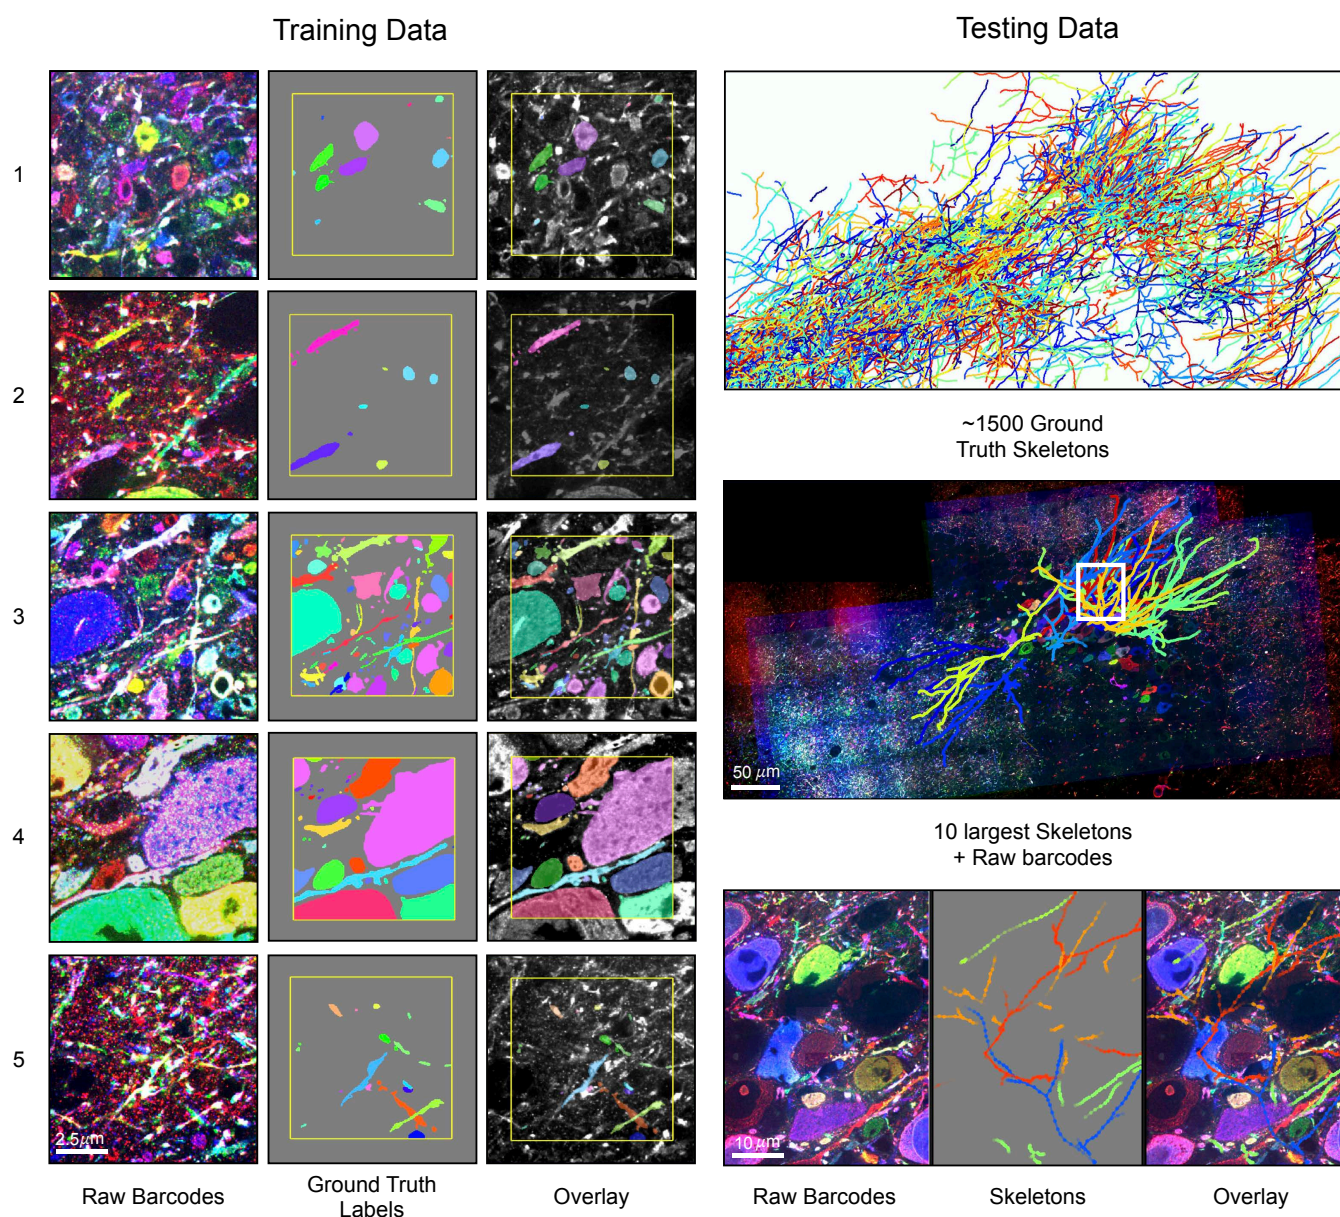 Training Data
Testing Data
1
2
3
4
5
2.5μm
Raw Barcodes
Ground Truth
Labels
Overlay
~1500 Ground
Truth Skeletons
50 μm
10 largest Skeletons
+ Raw barcodes
10 μm
Raw Barcodes
Skeletons
Overlay